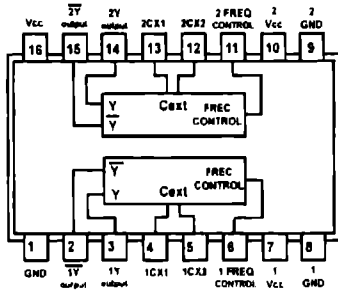 Vcc 2Y output 2Y output 2CX1 2CX2 2 FREQ CONTROL 2 Vcc 2 GND
16 15 14 13 12 11 10 9
Y Cext FREC CONTROL
Y
Y Cext FREC CONTROL
Y
1 2 3 4 5 6 7 8
GND 1Y output 1Y output 1CX1 1CX2 1 FREQ CONTROL 1 Vcc 1 GND